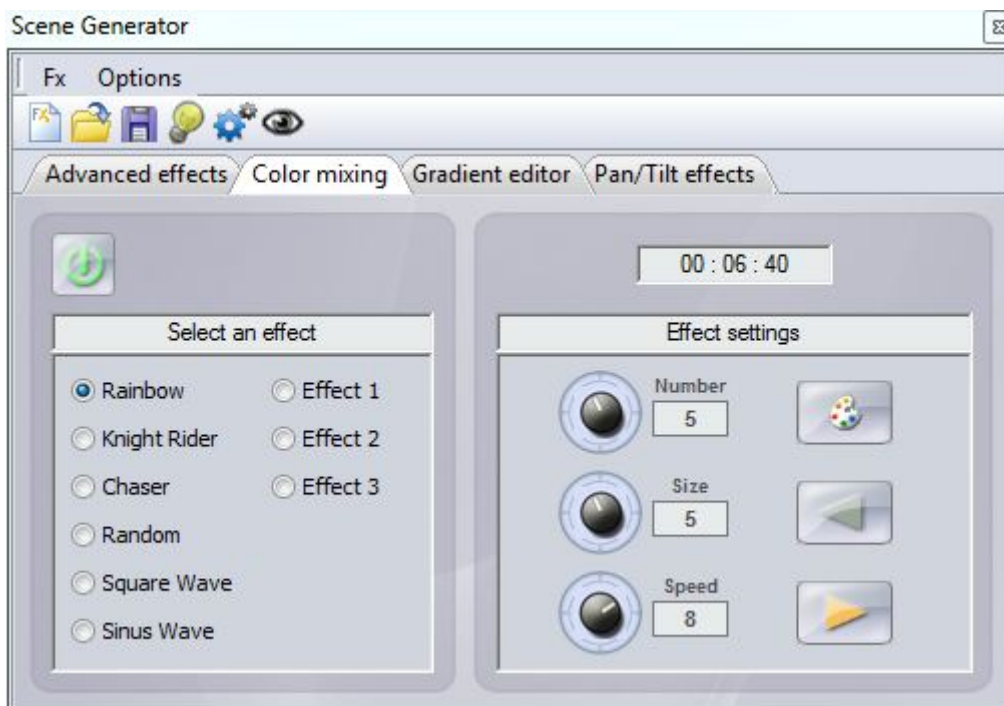 Scene Generator
Fx Options
FX
Advanced effects Color mixing Gradient editor Pan/Tilt effects
00 : 06 : 40
Select an effect
Effect settings
Rainbow Effect 1
Knight Rider Effect 2
Chaser Effect 3
Random
Square Wave
Sinus Wave
Number
5
Size
5
Speed
8